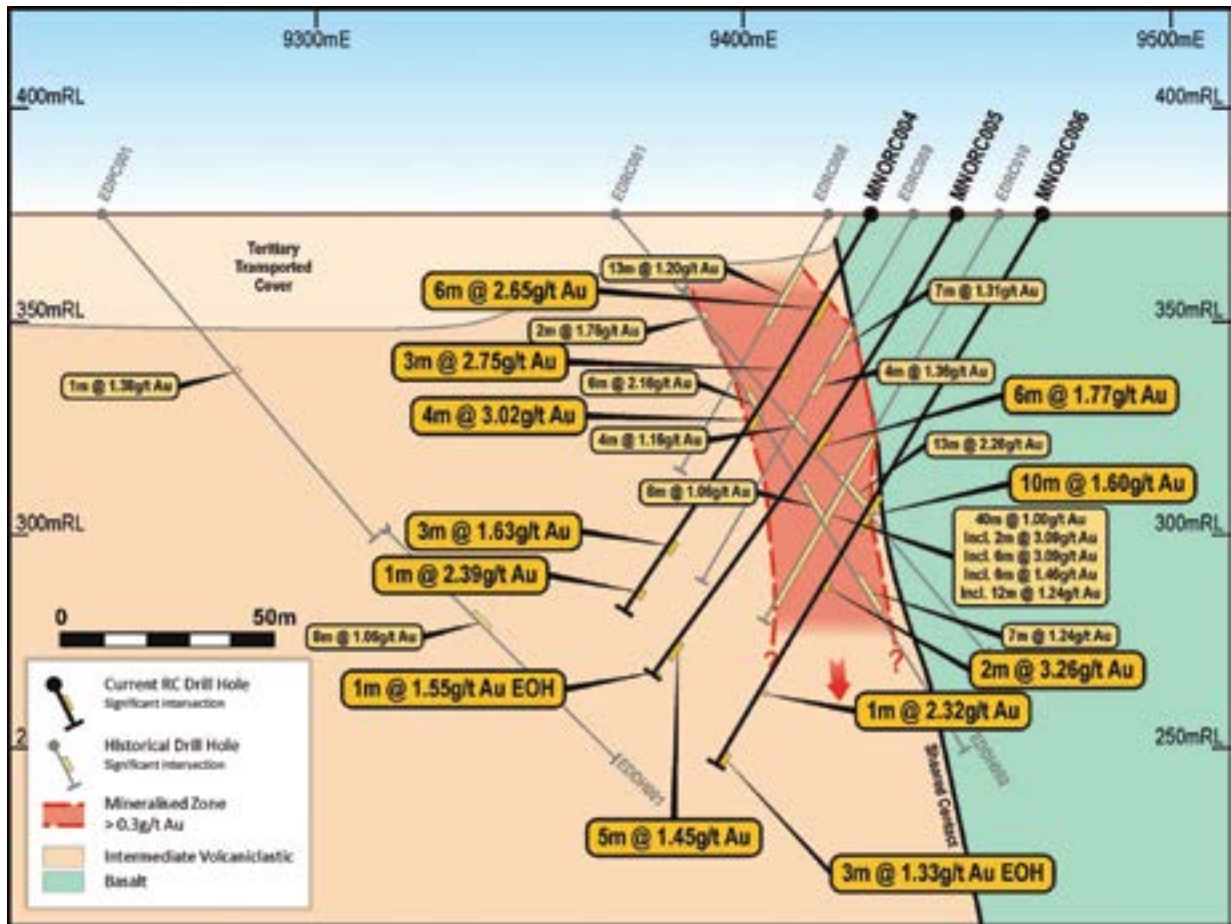 9300mE
9400mE
9500mE
400mRL
400mRL
EDPC001
EDRC001
EDRC008
MNORC004
EDRC009
MNORC005
EDRC010
MNORC006
Tertiary
Transported
Cover
13m @ 1.20g/t Au
6m @ 2.65g/t Au
7m @ 1.31g/t Au
350mRL
350mRL
2m @ 1.78g/t Au
3m @ 2.75g/t Au
1m @ 1.38g/t Au
6m @ 2.16g/t Au
4m @ 1.36g/t Au
6m @ 1.77g/t Au
4m @ 3.02g/t Au
4m @ 1.16g/t Au
13m @ 2.26g/t Au
8m @ 1.06g/t Au
10m @ 1.60g/t Au
300mRL
300mRL
3m @ 1.63g/t Au
40m @ 1.00g/t Au
Incl. 2m @ 3.09g/t Au
Incl. 6m @ 3.09g/t Au
Incl. 6m @ 1.46g/t Au
Incl. 12m @ 1.24g/t Au
1m @ 2.39g/t Au
0
50m
8m @ 1.06g/t Au
7m @ 1.24g/t Au
?
?
2m @ 3.26g/t Au
1m @ 1.55g/t Au EOH
1m @ 2.32g/t Au
250mRL
EDDH001
EDDH002
Sheared Contact
5m @ 1.45g/t Au
3m @ 1.33g/t Au EOH
Current RC Drill Hole
Significant Intersection
Historical Drill Hole
Significant Intersection
Mineralised Zone
> 0.3g/t Au
Intermediate Volcaniclastic
Basalt